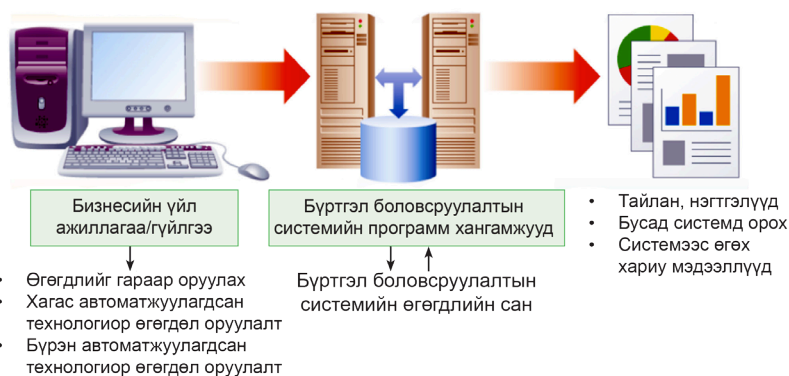 Бизнесийн үйл
ажиллагаа/гүйлгээ
• Өгөгдлийг гараар оруулах
• Хагас автоматжуулагдсан
технологиор өгөгдөл оруулалт
• Бүрэн автоматжуулагдсан
технологиор өгөгдөл оруулалт
Бүртгэл боловсруулалтын
системийн программ хангамжууд
Бүртгэл боловсруулалтын
системийн өгөгдлийн сан
• Тайлан, нэгтгэлүүд
• Бусад системд орох
• Системээс өгөх
хариу мэдээллүүд